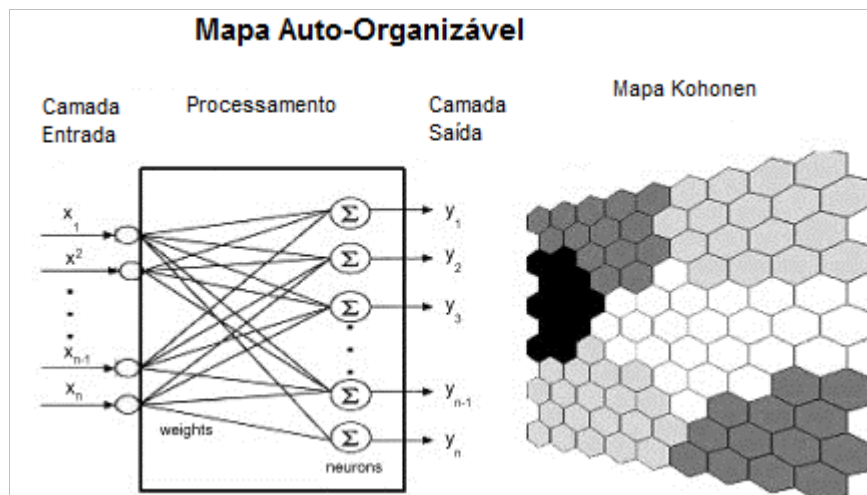 Mapa Auto-Organizável
Camada
Entrada
Processamento
Camada
Saída
Mapa Kohonen
x1
x2
xn-1
xn
weights
Σ
Σ
Σ
Σ
Σ
neurons
y1
y2
y3
yn-1
yn